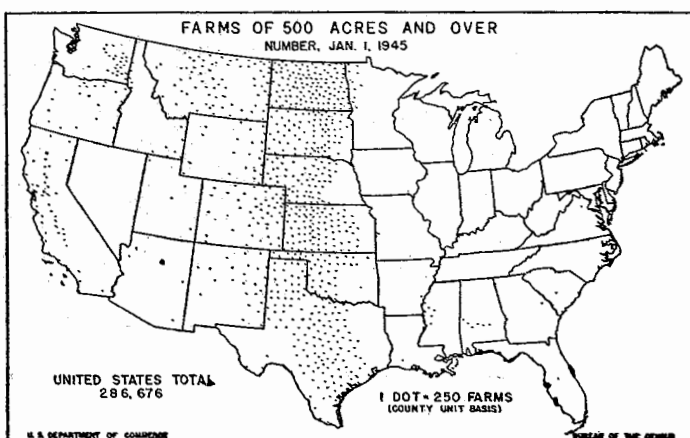 FARMS OF 500 ACRES AND OVER
NUMBER, JAN. 1, 1945
UNITED STATES TOTAL
286,676
1 DOT = 250 FARMS
(COUNTY UNIT BASIS)
U. S. DEPARTMENT OF COMMERCE
BUREAU OF THE CENSUS